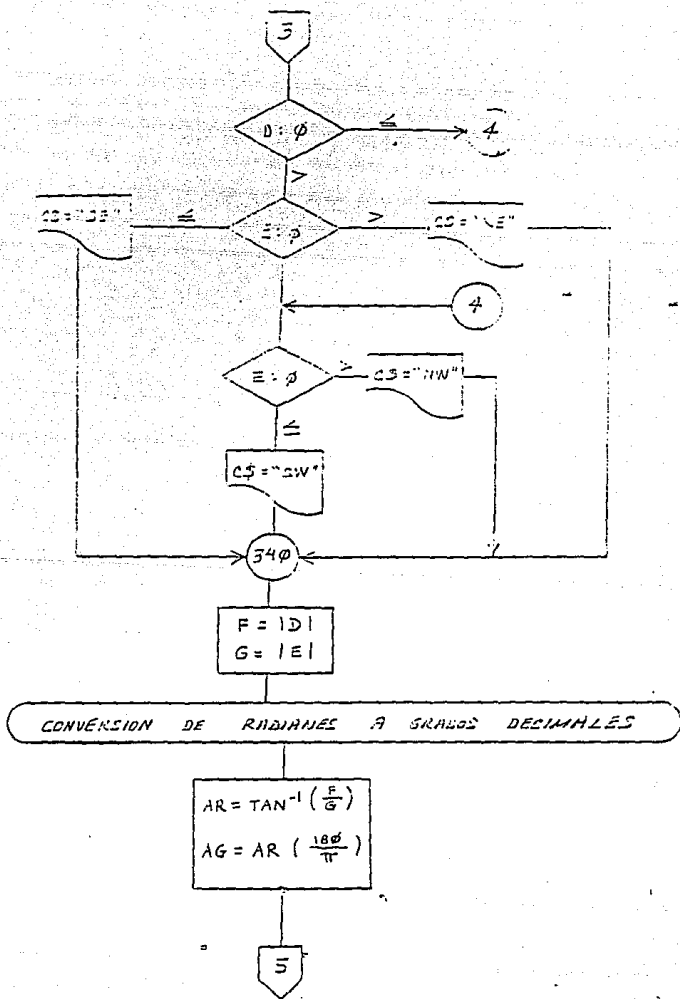 3
D: Ø
≤
4
>
C$="SE"
≤
E: Ø
>
C$="NE"
4
E: Ø
>
C$="NW"
≤
C$="SW"
34Ø
F = |D|
G = |E|
CONVERSION DE RADIANES A GRADOS DECIMALES
AR = TAN⁻¹ (F/G)
AG = AR (18Ø/π)
5